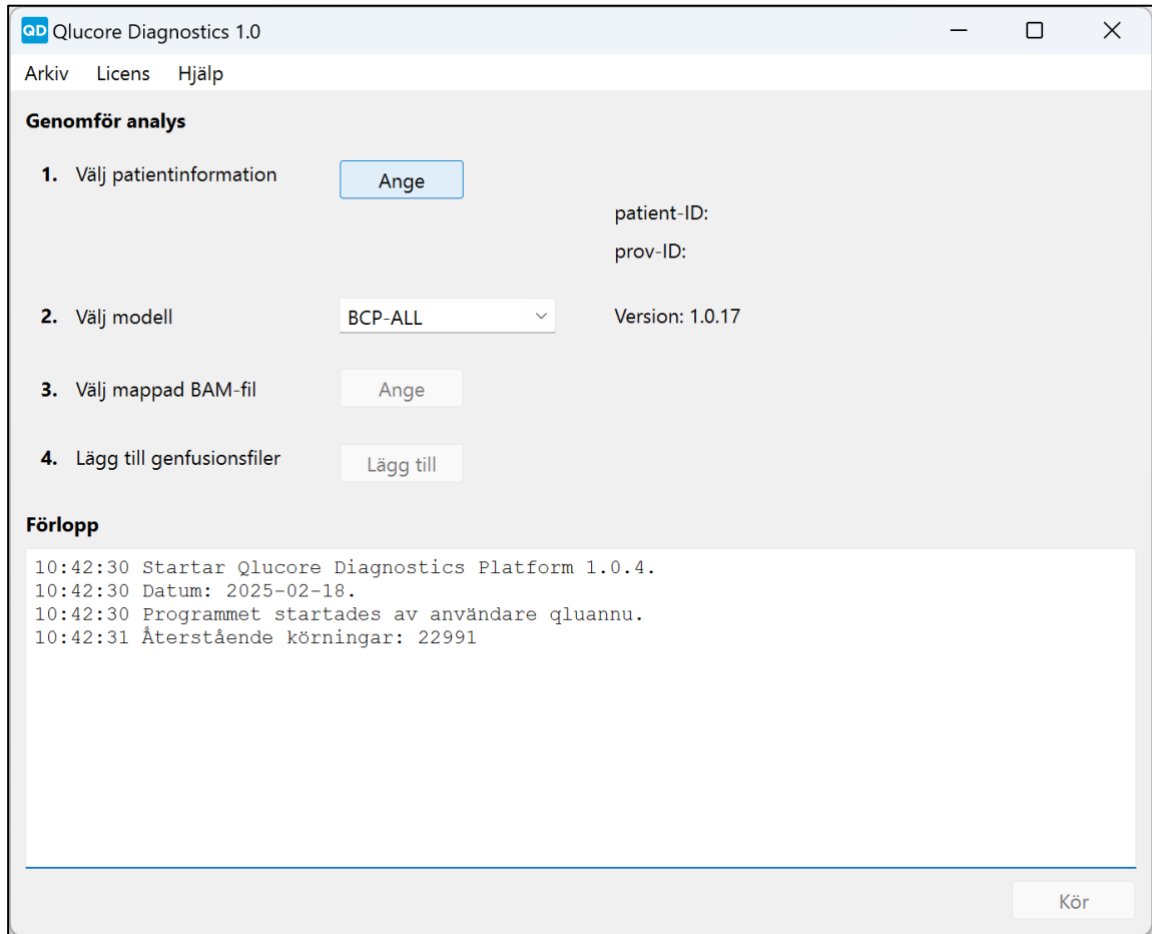 QD Qlucore Diagnostics 1.0
Arkiv Licens Hjälp
Genomför analys
1. Välj patientinformation Ange
patient-ID:
prov-ID:
2. Välj modell BCP-ALL Version: 1.0.17
3. Välj mappad BAM-fil Ange
4. Lägg till genfusionsfiler Lägg till
Förlopp
10:42:30 Startar Qlucore Diagnostics Platform 1.0.4.
10:42:30 Datum: 2025-02-18.
10:42:30 Programmet startades av användare qluannu.
10:42:31 Återstående körningar: 22991
Kör